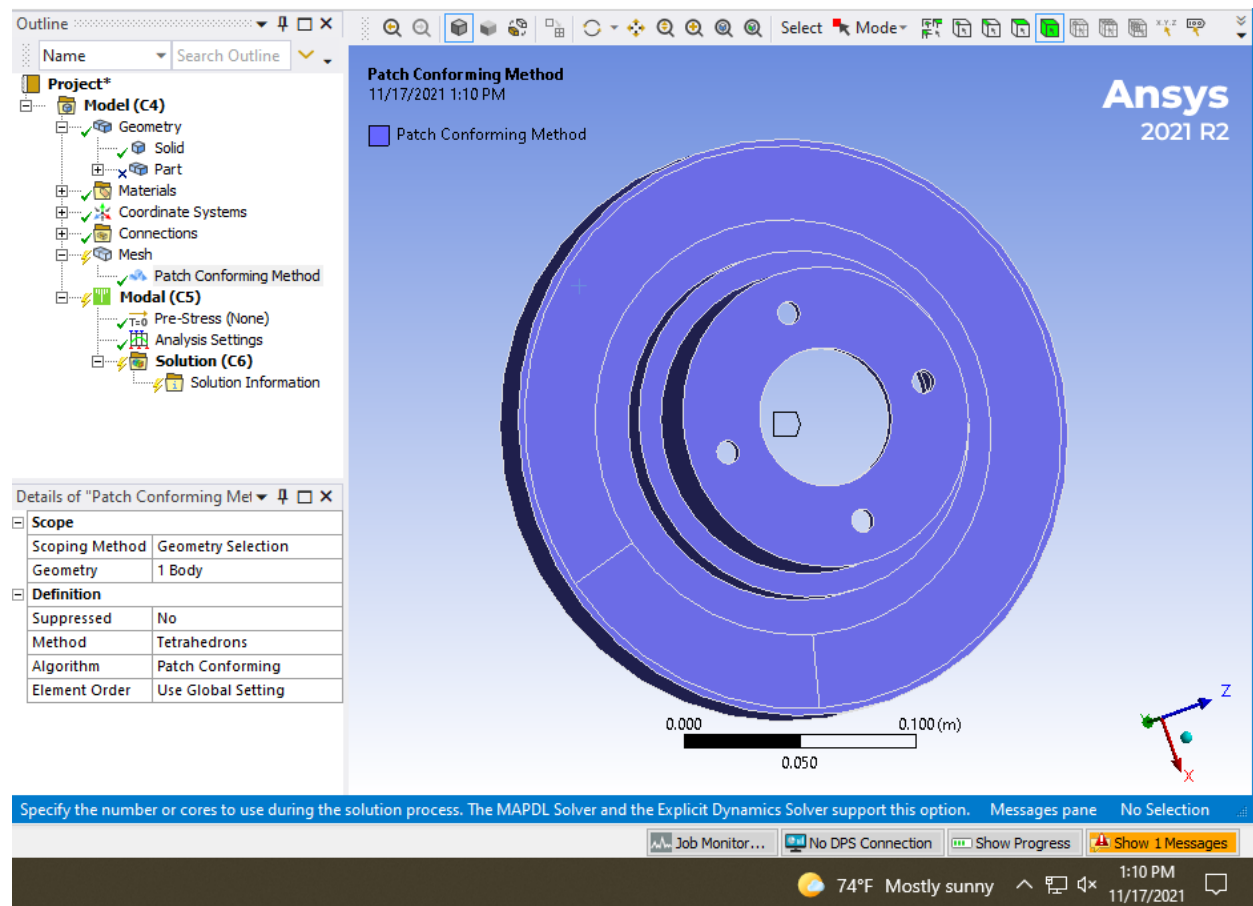 Outline
Name Search Outline
Project*
Model (C4)
Geometry
Solid
Part
Materials
Coordinate Systems
Connections
Mesh
Patch Conforming Method
Modal (C5)
T=0 Pre-Stress (None)
Analysis Settings
Solution (C6)
Solution Information
Details of "Patch Conforming Met
Scope
Scoping Method Geometry Selection
Geometry 1 Body
Definition
Suppressed No
Method Tetrahedrons
Algorithm Patch Conforming
Element Order Use Global Setting
Select Mode
Patch Conforming Method
11/17/2021 1:10 PM
Patch Conforming Method
Ansys
2021 R2
0.000 0.100 (m)
0.050
Z
Y
X
Specify the number or cores to use during the solution process. The MAPDL Solver and the Explicit Dynamics Solver support this option. Messages pane No Selection
Job Monitor... No DPS Connection Show Progress Show 1 Messages
74°F Mostly sunny 1:10 PM
11/17/2021